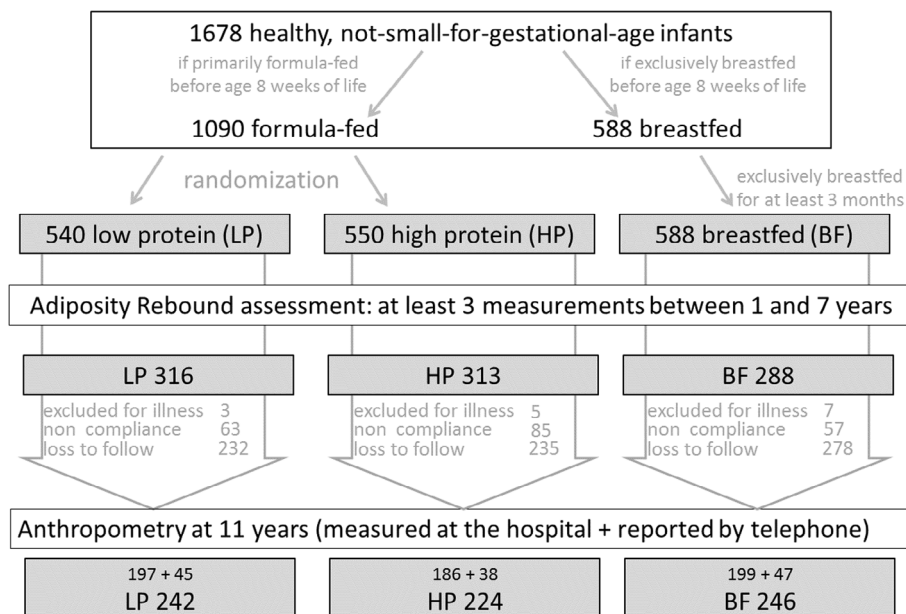 1678 healthy, not-small-for-gestational-age infants
if primarily formula-fed
before age 8 weeks of life
if exclusively breastfed
before age 8 weeks of life
1090 formula-fed
588 breastfed
randomization
exclusively breastfed
for at least 3 months
540 low protein (LP)
550 high protein (HP)
588 breastfed (BF)
Adiposity Rebound assessment: at least 3 measurements between 1 and 7 years
LP 316
HP 313
BF 288
excluded for illness 3
non compliance 63
loss to follow 232
excluded for illness 5
non compliance 85
loss to follow 235
excluded for illness 7
non compliance 57
loss to follow 278
Anthropometry at 11 years (measured at the hospital + reported by telephone)
197 + 45
LP 242
186 + 38
HP 224
199 + 47
BF 246